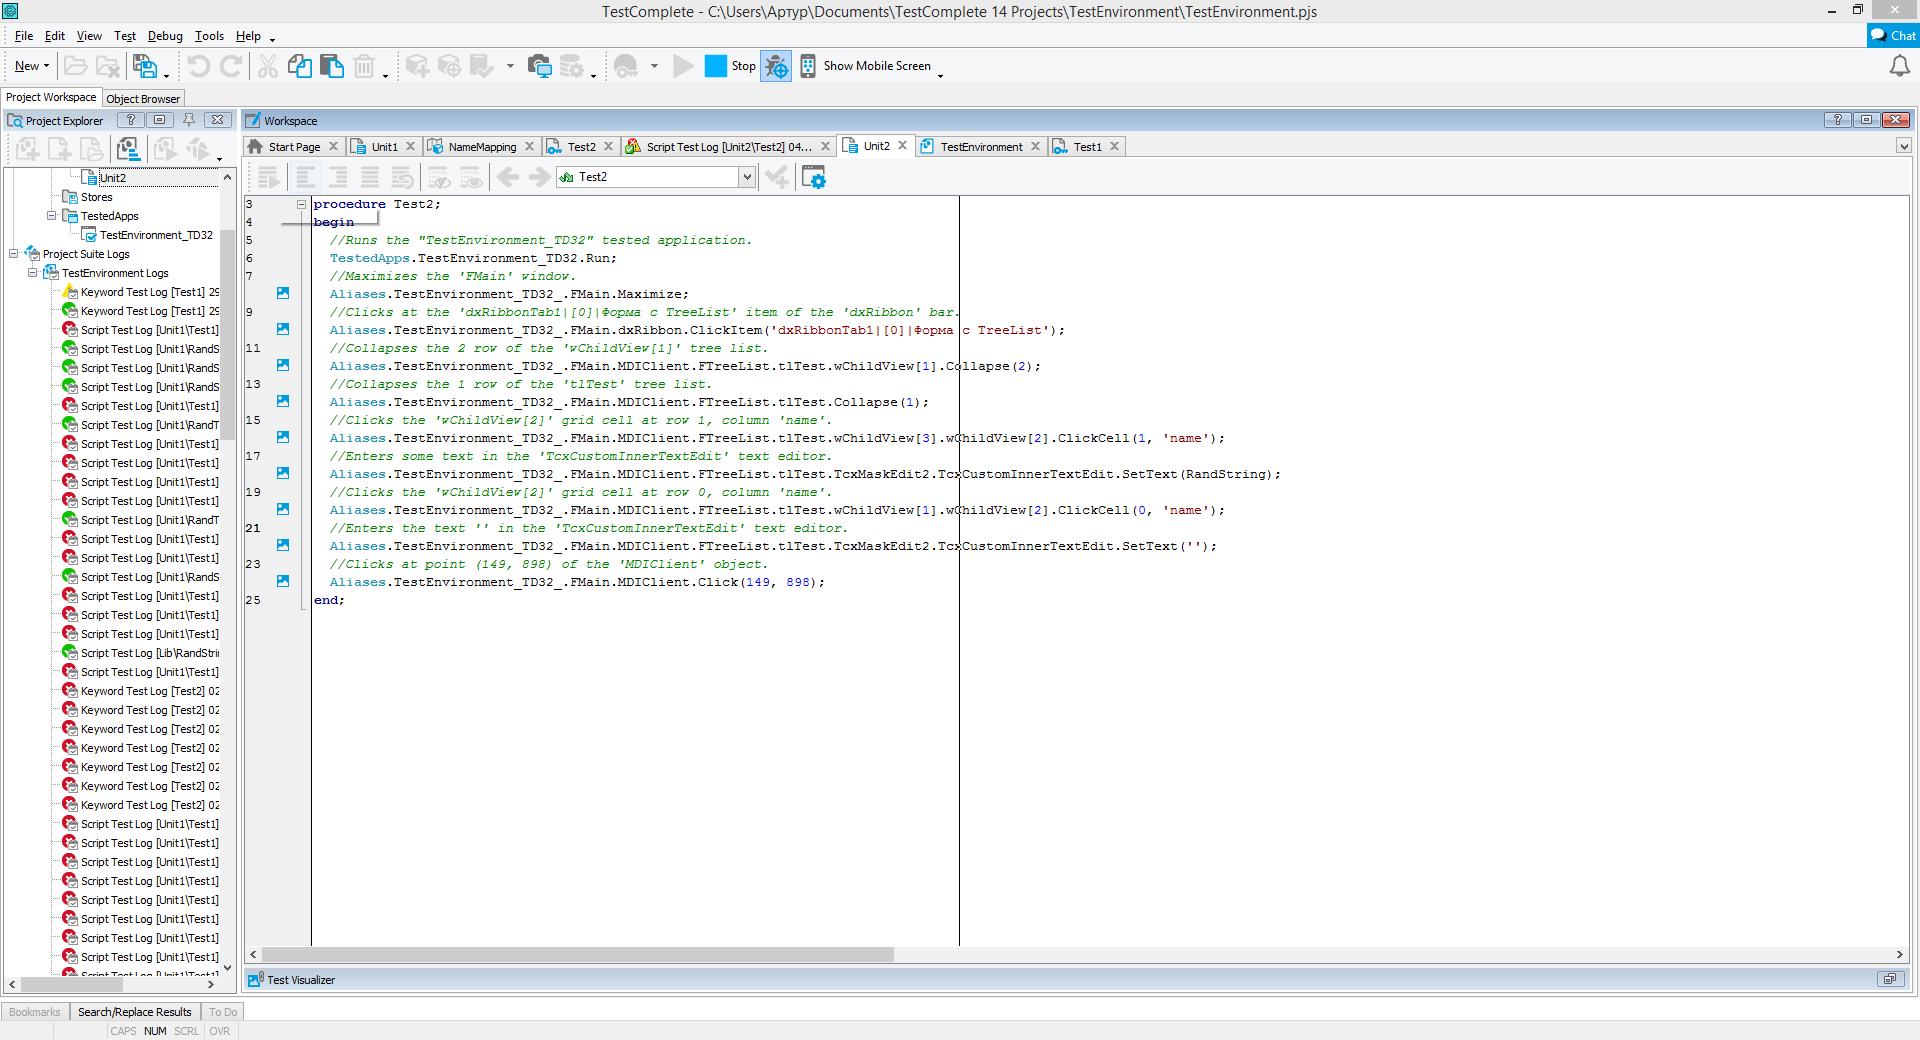 TestComplete - C:\Users\Артур\Documents\TestComplete 14 Projects\TestEnvironment\TestEnvironment.pjs
File Edit View Test Debug Tools Help
Chat
New Stop Show Mobile Screen
Project Workspace Object Browser
Project Explorer
Workspace
Start Page Unit1 NameMapping Test2 Script Test Log [Unit2\Test2] 04... Unit2 TestEnvironment Test1
Test2
Unit2
Stores
TestedApps
TestEnvironment_TD32
Project Suite Logs
TestEnvironment Logs
Keyword Test Log [Test1] 29
Keyword Test Log [Test1] 29
Script Test Log [Unit1\Test1]
Script Test Log [Unit1\RandS
Script Test Log [Unit1\RandS
Script Test Log [Unit1\RandS
Script Test Log [Unit1\Test1]
Script Test Log [Unit1\RandT
Script Test Log [Unit1\Test1]
Script Test Log [Unit1\Test1]
Script Test Log [Unit1\Test1]
Script Test Log [Unit1\Test1]
Script Test Log [Unit1\RandT
Script Test Log [Unit1\Test1]
Script Test Log [Unit1\Test1]
Script Test Log [Unit1\RandS
Script Test Log [Unit1\Test1]
Script Test Log [Unit1\Test1]
Script Test Log [Unit1\Test1]
Script Test Log [Lib\RandStri
Script Test Log [Unit1\Test1]
Keyword Test Log [Test2] 02
Keyword Test Log [Test2] 02
Keyword Test Log [Test2] 02
Keyword Test Log [Test2] 02
Keyword Test Log [Test2] 02
Keyword Test Log [Test2] 02
Keyword Test Log [Test2] 02
Script Test Log [Unit1\Test1]
Script Test Log [Unit1\Test1]
Script Test Log [Unit1\Test1]
Script Test Log [Unit1\Test1]
Script Test Log [Unit1\Test1]
Script Test Log [Unit1\Test1]
Script Test Log [Unit1\Test1]
Script Test Log [Unit1\Test1]
Script Test Log [Unit1\Test1]
3 procedure Test2;
4 begin
5 //Runs the "TestEnvironment_TD32" tested application.
6 TestedApps.TestEnvironment_TD32.Run;
7 //Maximizes the 'FMain' window.
Aliases.TestEnvironment_TD32_.FMain.Maximize;
9 //Clicks at the 'dxRibbonTab1|[0]|Форма с TreeList' item of the 'dxRibbon' bar.
Aliases.TestEnvironment_TD32_.FMain.dxRibbon.ClickItem('dxRibbonTab1|[0]|Форма с TreeList');
11 //Collapses the 2 row of the 'wChildView[1]' tree list.
Aliases.TestEnvironment_TD32_.FMain.MDIClient.FTreeList.tlTest.wChildView[1].Collapse(2);
13 //Collapses the 1 row of the 'tlTest' tree list.
Aliases.TestEnvironment_TD32_.FMain.MDIClient.FTreeList.tlTest.Collapse(1);
15 //Clicks the 'wChildView[2]' grid cell at row 1, column 'name'.
Aliases.TestEnvironment_TD32_.FMain.MDIClient.FTreeList.tlTest.wChildView[3].wChildView[2].ClickCell(1, 'name');
17 //Enters some text in the 'TcxCustomInnerTextEdit' text editor.
Aliases.TestEnvironment_TD32_.FMain.MDIClient.FTreeList.tlTest.TcxMaskEdit2.TcxCustomInnerTextEdit.SetText(RandString);
19 //Clicks the 'wChildView[2]' grid cell at row 0, column 'name'.
Aliases.TestEnvironment_TD32_.FMain.MDIClient.FTreeList.tlTest.wChildView[1].wChildView[2].ClickCell(0, 'name');
21 //Enters the text '' in the 'TcxCustomInnerTextEdit' text editor.
Aliases.TestEnvironment_TD32_.FMain.MDIClient.FTreeList.tlTest.TcxMaskEdit2.TcxCustomInnerTextEdit.SetText('');
23 //Clicks at point (149, 898) of the 'MDIClient' object.
Aliases.TestEnvironment_TD32_.FMain.MDIClient.Click(149, 898);
25 end;
Test Visualizer
Bookmarks Search/Replace Results To Do
CAPS NUM SCRL OVR